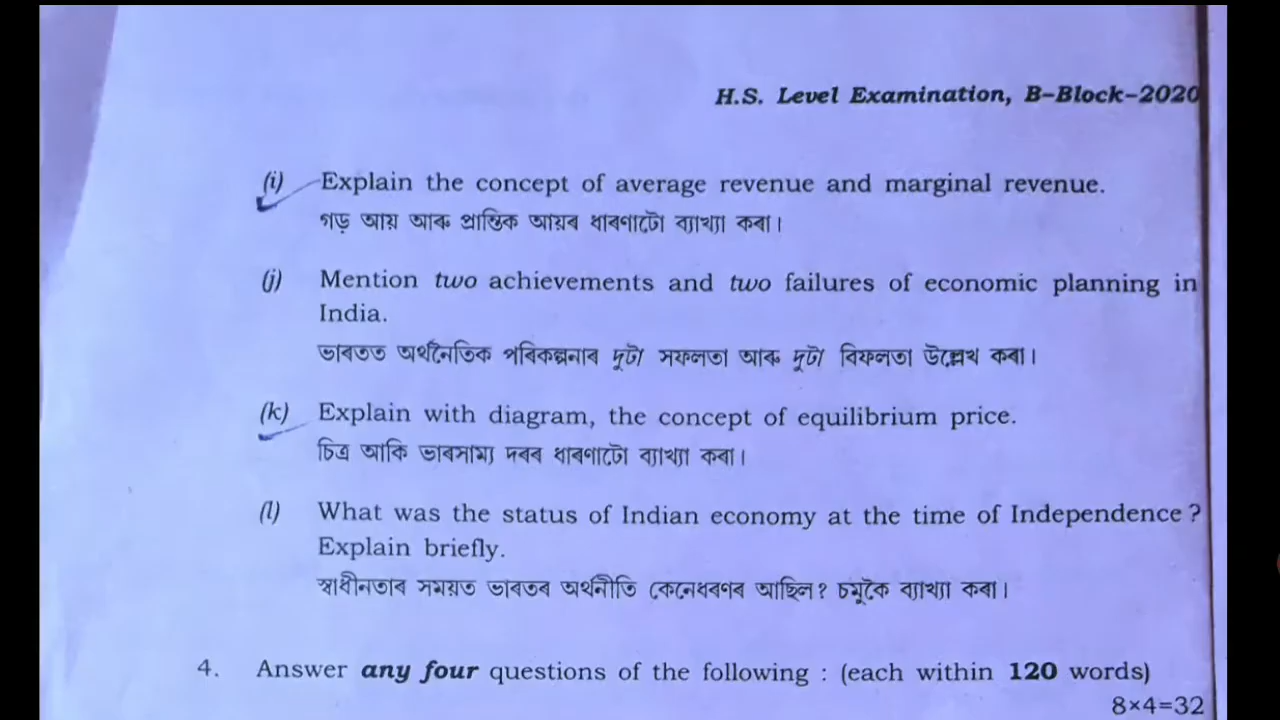 H.S. Level Examination, B–Block–2020
(i) Explain the concept of average revenue and marginal revenue.
গড় আয় আৰু প্ৰান্তিক আয়ৰ ধাৰণাটো ব্যাখ্যা কৰা।
(j) Mention two achievements and two failures of economic planning in
India.
ভাৰতত অৰ্থনৈতিক পৰিকল্পনাৰ দুটা সফলতা আৰু দুটা বিফলতা উল্লেখ কৰা।
(k) Explain with diagram, the concept of equilibrium price.
চিত্ৰ আকি ভাৰসাম্য দৰৰ ধাৰণাটো ব্যাখ্যা কৰা।
(l) What was the status of Indian economy at the time of Independence ?
Explain briefly.
স্বাধীনতাৰ সময়ত ভাৰতৰ অৰ্থনীতি কেনেধৰণৰ আছিল? চমুকৈ ব্যাখ্যা কৰা।
4. Answer any four questions of the following : (each within 120 words)
8×4=32